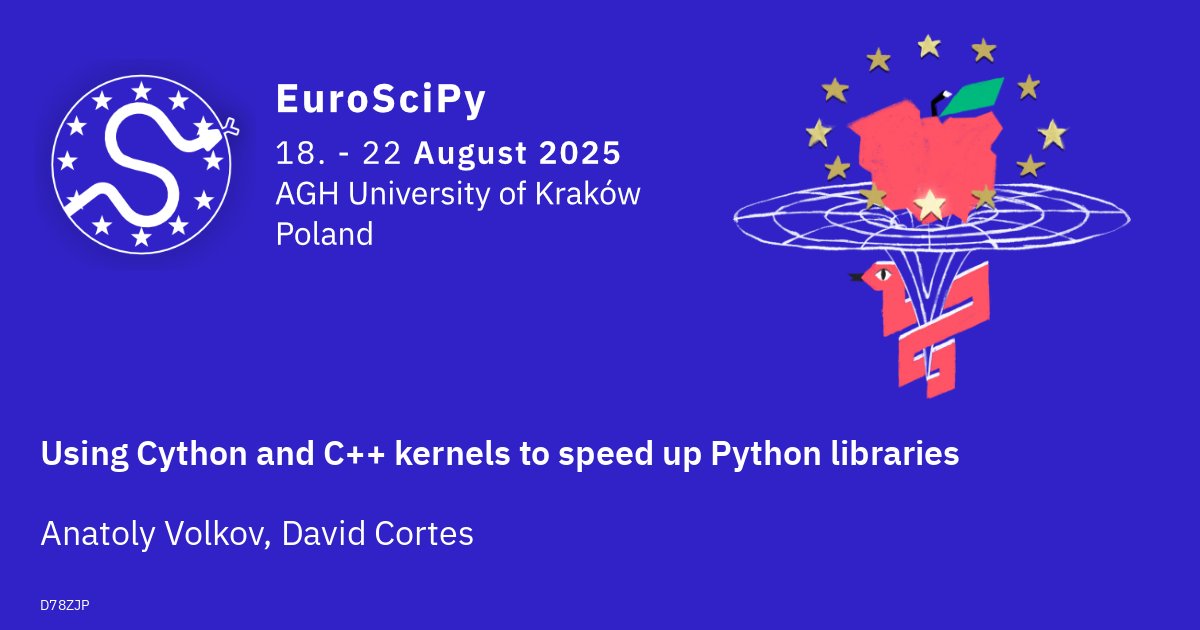 EuroSciPy
18. - 22 August 2025
AGH University of Kraków
Poland
Using Cython and C++ kernels to speed up Python libraries
Anatoly Volkov, David Cortes
D78ZJP